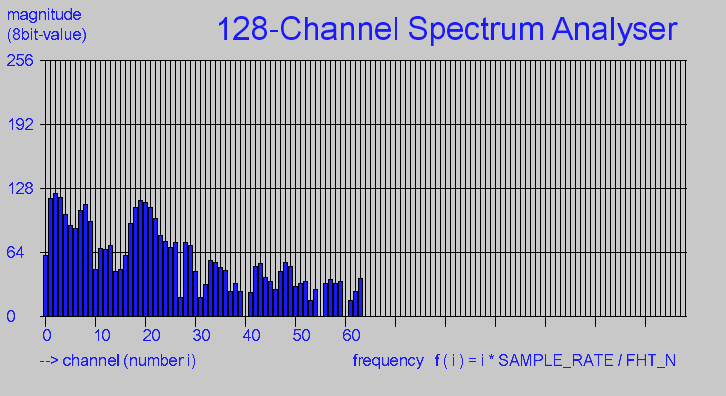 magnitude
(8bit-value)
128-Channel Spectrum Analyser
256
192
128
64
0
0 10 20 30 40 50 60
--> channel (number i) frequency f ( i ) = i * SAMPLE_RATE / FHT_N